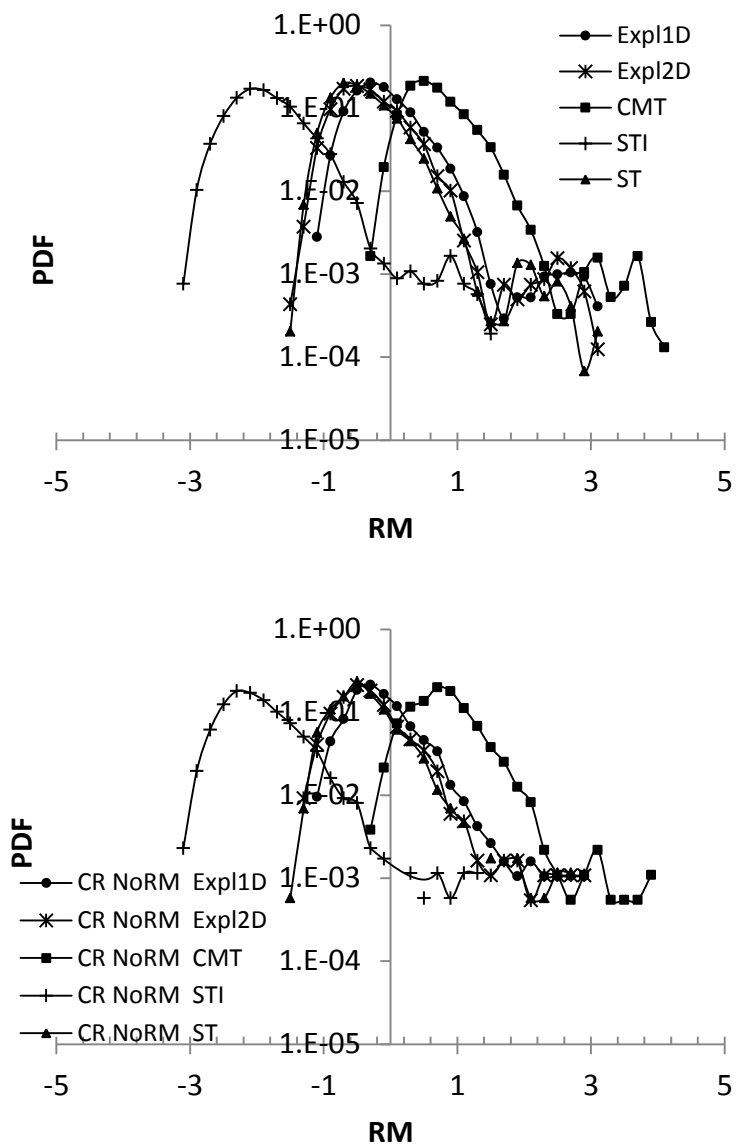 1.E+00
Expl1D
Expl2D
CMT
STI
ST
1.E-01
1.E-02
1.E-03
1.E-04
1.E-05
PDF
-5 -3 -1 1 3 5
RM
1.E+00
1.E-01
1.E-02
1.E-03
1.E-04
1.E-05
PDF
CR NoRM Expl1D
CR NoRM Expl2D
CR NoRM CMT
CR NoRM STI
CR NoRM ST
-5 -3 -1 1 3 5
RM